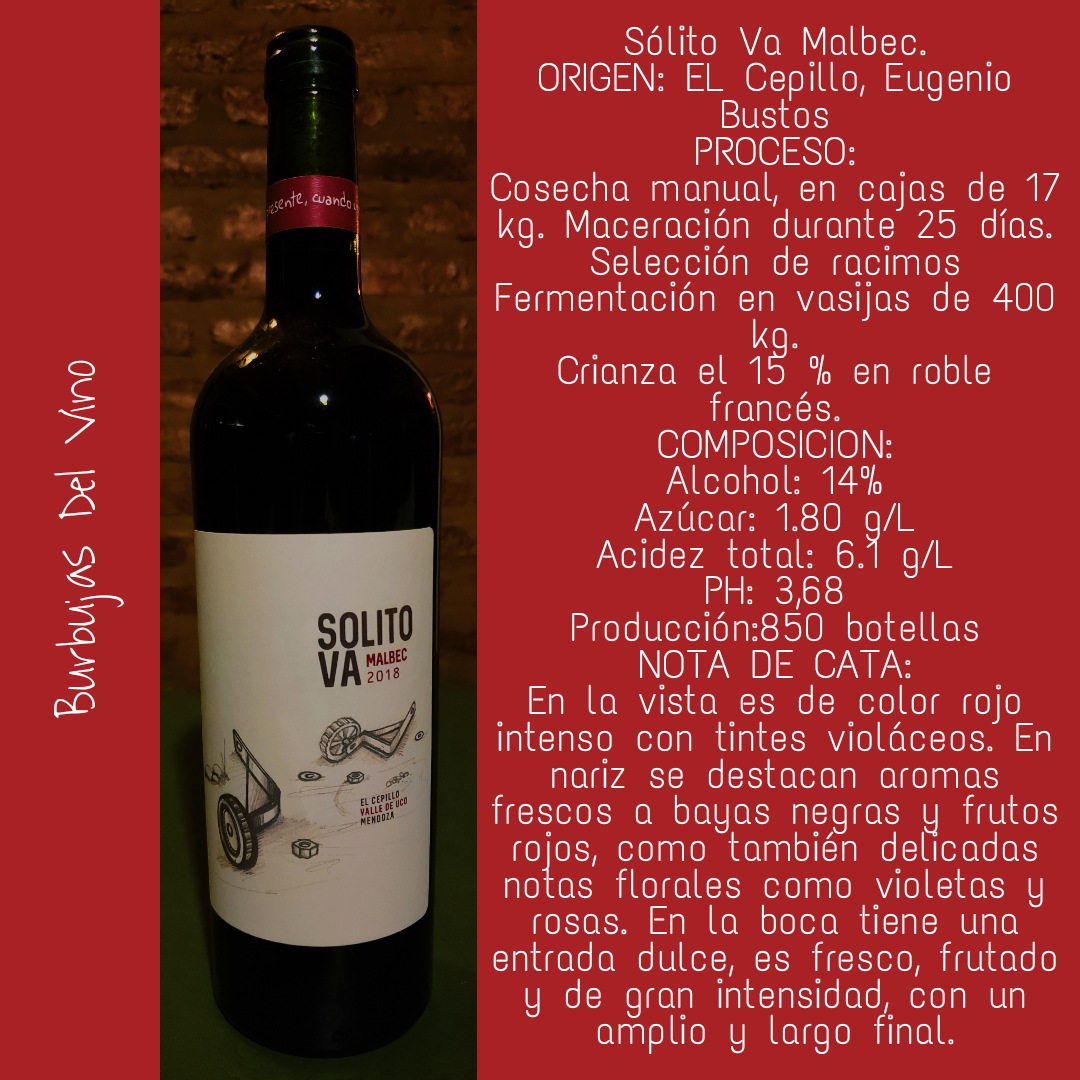 Burbujas Del Vino
esente, cuando
SOLITO
VA MALBEC
2018
EL CEPILLO
VALLE DE UCO
MENDOZA
Sólito Va Malbec.
ORIGEN: EL Cepillo, Eugenio
Bustos
PROCESO:
Cosecha manual, en cajas de 17
kg. Maceración durante 25 días.
Selección de racimos
Fermentación en vasijas de 400
kg.
Crianza el 15 % en roble
francés.
COMPOSICION:
Alcohol: 14%
Azúcar: 1.80 g/L
Acidez total: 6.1 g/L
PH: 3,68
Producción:850 botellas
NOTA DE CATA:
En la vista es de color rojo
intenso con tintes violáceos. En
nariz se destacan aromas
frescos a bayas negras y frutos
rojos, como también delicadas
notas florales como violetas y
rosas. En la boca tiene una
entrada dulce, es fresco, frutado
y de gran intensidad, con un
amplio y largo final.